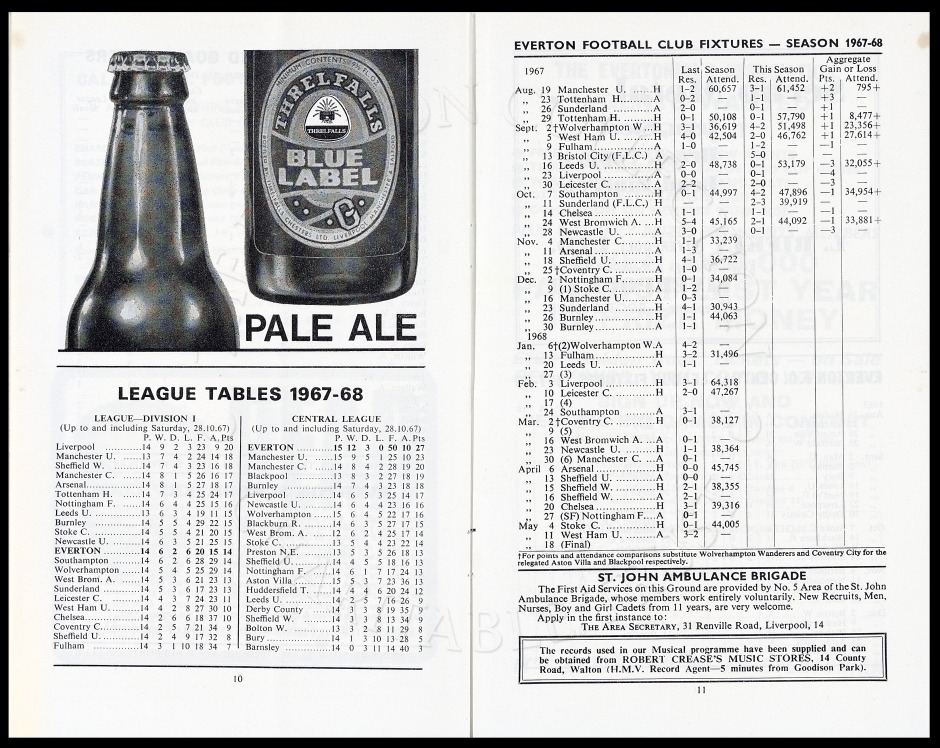 MINIMUM CONTENTS
THRELFALLS
THRELFALLS
BLUE
LABEL
PALE ALE
LEAGUE TABLES 1967-68
LEAGUE—DIVISION I
(Up to and including Saturday, 28.10.67)
P. W. D. L. F. A. Pts
Liverpool ..........14 9 2 3 23 9 20
Manchester U. ......13 7 4 2 24 14 18
Sheffield W. .......14 7 4 3 23 16 18
Manchester C. ......14 8 1 5 26 16 17
Arsenal.............14 8 1 5 27 18 17
Tottenham H. .......14 7 3 4 25 24 17
Nottingham F. ......14 6 4 4 25 15 16
Leeds U. ...........13 6 3 4 19 11 15
Burnley ............14 5 5 4 29 22 15
Stoke C. ...........14 5 5 4 21 20 15
Newcastle U. .......14 6 3 5 21 25 15
EVERTON ............14 6 2 6 20 15 14
Southampton ........14 6 2 6 28 29 14
Wolverhampton ......14 5 4 5 25 29 14
West Brom. A. ......14 5 3 6 21 23 13
Sunderland .........14 5 3 6 17 23 13
Leicester C. .......14 4 3 7 24 23 11
West Ham U. ........14 4 2 8 27 30 10
Chelsea.............14 2 6 6 18 37 10
Coventry C. ........14 2 5 7 21 34 9
Sheffield U. .......14 2 4 9 17 32 8
Fulham .............14 3 1 10 18 34 7
CENTRAL LEAGUE
(Up to and including Saturday, 28.10.67)
P. W. D. L. F. A. Pts
EVERTON ............15 12 3 0 50 10 27
Manchester U. ......15 9 5 1 25 10 23
Manchester C. ......14 8 4 2 28 19 20
Blackpool ..........13 8 3 2 27 18 19
Burnley ............14 7 4 3 23 18 18
Liverpool ..........14 6 5 3 25 14 17
Newcastle U. .......14 6 4 4 23 16 16
Wolverhampton ......15 6 4 5 22 17 16
Blackburn R. .......14 6 3 5 27 17 15
West Brom. A. ......12 6 2 4 25 17 14
Stoke C. ...........13 5 4 4 23 22 14
Preston N.E. .......13 5 3 5 26 18 13
Sheffield U. .......14 4 5 5 18 16 13
Nottingham F. ......14 6 1 7 17 24 13
Aston Villa ........15 5 3 7 23 36 13
Huddersfield T. ....14 4 4 6 20 24 12
Leeds U. ...........14 2 5 7 16 26 9
Derby County .......14 3 3 8 19 35 9
Sheffield W. .......14 3 3 8 13 34 9
Bolton W. ..........13 3 2 8 11 29 8
Bury ...............14 1 3 10 13 28 5
Barnsley ...........14 0 3 11 14 40 3
10
EVERTON FOOTBALL CLUB FIXTURES — SEASON 1967-68
1967 Last Season This Season Aggregate Gain or Loss
Res. Attend. Res. Attend. Pts. Attend.
Aug. 19 Manchester U. ......H 1–2 60,657 3–1 61,452 +2 795+
,, 23 Tottenham H..........A 0–2 — 1–1 — +3 —
,, 26 Sunderland ..........A 2–0 — 0–1 — +1 —
,, 29 Tottenham H. ........H 0–1 50,108 0–1 57,790 +1 8,477+
Sept. 2 †Wolverhampton W ...H 3–1 36,619 4–2 51,498 +1 23,356+
,, 5 West Ham U. ..........H 4–0 42,504 2–0 46,762 +1 27,614+
,, 9 Fulham...............A 1–0 — 1–2 — —1 —
,, 13 Bristol City (F.L.C.) A 5–0 —
,, 16 Leeds U. ............H 2–0 48,738 0–1 53,179 —3 32,055+
,, 23 Liverpool ...........A 0–0 — 0–1 — —4 —
,, 30 Leicester C. ........A 2–2 — 2–0 — —3 —
Oct. 7 Southampton .........H 0–1 44,997 4–2 47,896 —1 34,954+
,, 11 Sunderland (F.L.C.) H — — 2–3 39,919
,, 14 Chelsea .............A 1–1 — 1–1 — —1 —
,, 24 West Bromwich A. ....H 5–4 45,165 2–1 44,092 —1 33,881+
,, 28 Newcastle U. ........A 3–0 — 0–1 — —3 —
Nov. 4 Manchester C.........H 1–1 33,239
,, 11 Arsenal .............A 1–3 —
,, 18 Sheffield U. ........H 4–1 36,722
,, 25 †Coventry C. ........A 1–0 —
Dec. 2 Nottingham F.........H 0–1 34,084
,, 9 (1) Stoke C. .........A 1–2 —
,, 16 Manchester U. .......A 0–3 —
,, 23 Sunderland ..........H 4–1 30,943
,, 26 Burnley .............H 1–1 44,063
,, 30 Burnley .............A 1–1 —
1968
Jan. 6†(2)Wolverhampton W.A 4–2 —
,, 13 Fulham...............H 3–2 31,496
,, 20 Leeds U. ............A 1–1 —
,, 27 (3)
Feb. 3 Liverpool ...........H 3–1 64,318
,, 10 Leicester C. ........H 2–0 47,267
,, 17 (4)
,, 24 Southampton .........A 3–1 —
Mar. 2 †Coventry C. ........H 0–1 38,127
,, 9 (5)
,, 16 West Bromwich A. ....A 0–1 —
,, 23 Newcastle U. ........H 1–1 38,364
,, 30 (6) Manchester C. ...A 0–1 —
April 6 Arsenal ............H 0–0 45,745
,, 13 Sheffield U. ........A 0–0 —
,, 15 Sheffield W. ........H 2–1 38,355
,, 16 Sheffield W. ........A 2–1 —
,, 20 Chelsea .............H 3–1 39,316
,, 27 (SF) Nottingham F....A 0–1 —
May 4 Stoke C. .............H 0–1 44,005
,, 11 West Ham U. .........A 3–2 —
,, 18 (Final)
†For points and attendance comparisons substitute Wolverhampton Wanderers and Coventry City for the
relegated Aston Villa and Blackpool respectively.
ST. JOHN AMBULANCE BRIGADE
The First Aid Services on this Ground are provided by No. 5 Area of the St. John
Ambulance Brigade, whose members work entirely voluntarily. New Recruits, Men,
Nurses, Boy and Girl Cadets from 11 years, are very welcome.
Apply in the first instance to:
THE AREA SECRETARY, 31 Renville Road, Liverpool, 14
The records used in our Musical programme have been supplied and can
be obtained from ROBERT CREASE'S MUSIC STORES, 14 County
Road, Walton (H.M.V. Record Agent—5 minutes from Goodison Park).
11